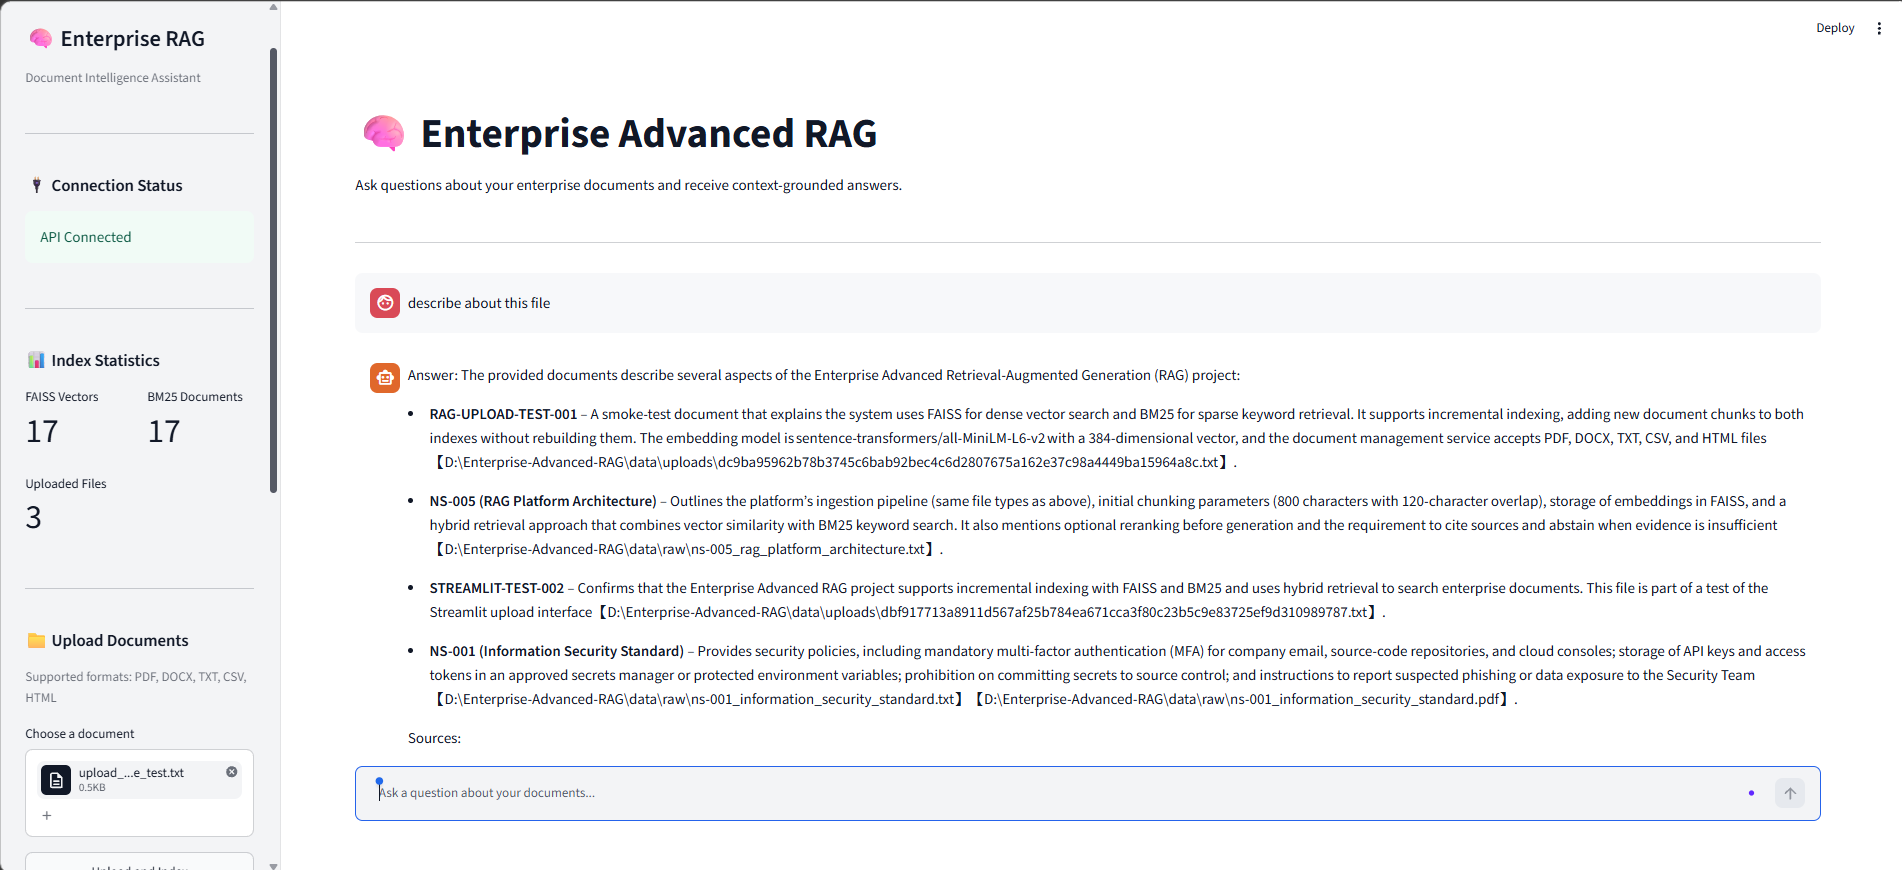 Enterprise RAG
Document Intelligence Assistant
Connection Status
API Connected
Index Statistics
FAISS Vectors
17
BM25 Documents
17
Uploaded Files
3
Upload Documents
Supported formats: PDF, DOCX, TXT, CSV,
HTML
Choose a document
upload_...e_test.txt
0.5KB
Upload and Index
Deploy
Enterprise Advanced RAG
Ask questions about your enterprise documents and receive context-grounded answers.
describe about this file
Answer: The provided documents describe several aspects of the Enterprise Advanced Retrieval-Augmented Generation (RAG) project:
• RAG-UPLOAD-TEST-001 – A smoke-test document that explains the system uses FAISS for dense vector search and BM25 for sparse keyword retrieval. It supports incremental indexing, adding new document chunks to both
indexes without rebuilding them. The embedding model is sentence-transformers/all-MiniLM-L6-v2 with a 384-dimensional vector, and the document management service accepts PDF, DOCX, TXT, CSV, and HTML files
【D:\Enterprise-Advanced-RAG\data\uploads\dc9ba95962b78b3745c6bab92bec4c6d2807675a162e37c98a4449ba15964a8c.txt】.
• NS-005 (RAG Platform Architecture) – Outlines the platform’s ingestion pipeline (same file types as above), initial chunking parameters (800 characters with 120-character overlap), storage of embeddings in FAISS, and a
hybrid retrieval approach that combines vector similarity with BM25 keyword search. It also mentions optional reranking before generation and the requirement to cite sources and abstain when evidence is insufficient
【D:\Enterprise-Advanced-RAG\data\raw\ns-005_rag_platform_architecture.txt】.
• STREAMLIT-TEST-002 – Confirms that the Enterprise Advanced RAG project supports incremental indexing with FAISS and BM25 and uses hybrid retrieval to search enterprise documents. This file is part of a test of the
Streamlit upload interface【D:\Enterprise-Advanced-RAG\data\uploads\dbf917713a8911d567af25b784ea671cca3f80c23b5c9e83725ef9d310989787.txt】.
• NS-001 (Information Security Standard) – Provides security policies, including mandatory multi-factor authentication (MFA) for company email, source-code repositories, and cloud consoles; storage of API keys and access
tokens in an approved secrets manager or protected environment variables; prohibition on committing secrets to source control; and instructions to report suspected phishing or data exposure to the Security Team
【D:\Enterprise-Advanced-RAG\data\raw\ns-001_information_security_standard.txt】【D:\Enterprise-Advanced-RAG\data\raw\ns-001_information_security_standard.pdf】.
Sources:
Ask a question about your documents...